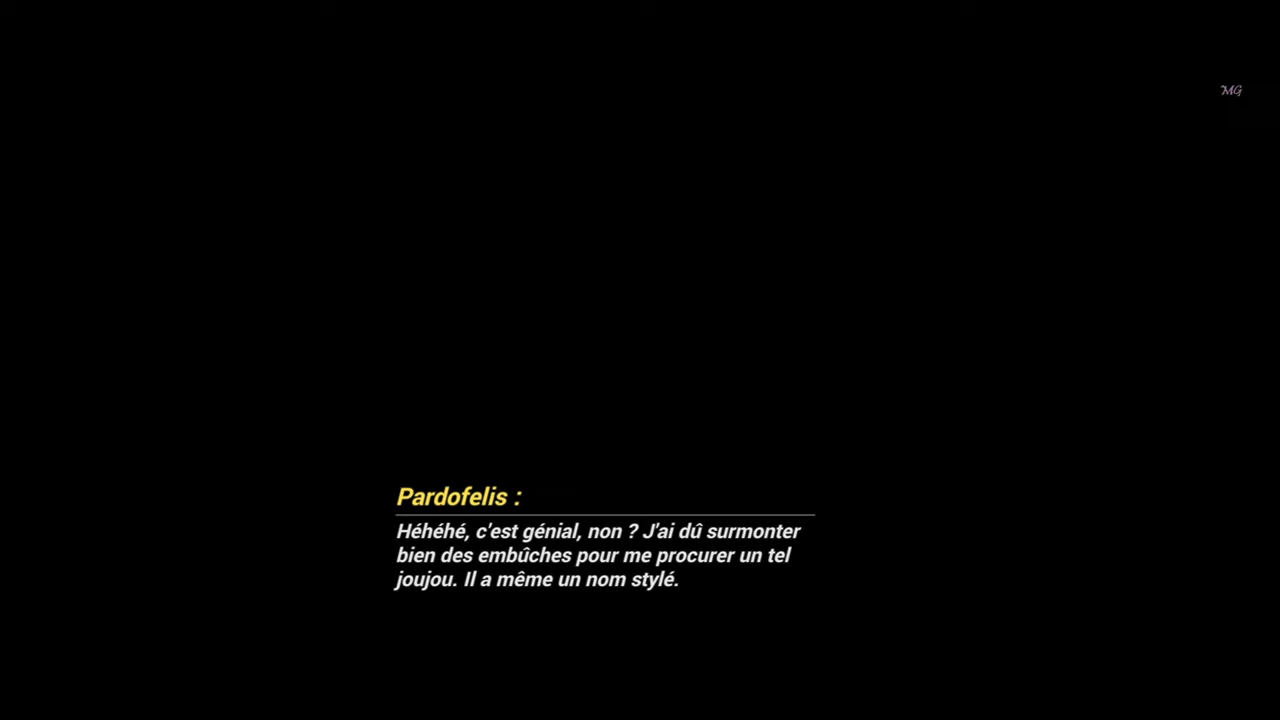 MG
Pardofelis :
Héhéhé, c'est génial, non ? J'ai dû surmonter
bien des embûches pour me procurer un tel
joujou. Il a même un nom stylé.